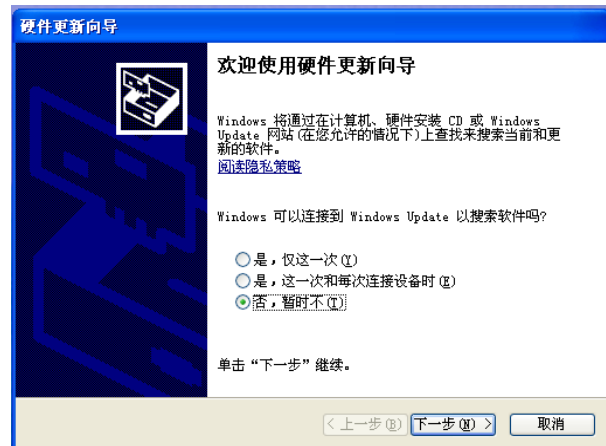 硬件更新向导
欢迎使用硬件更新向导
Windows 将通过在计算机、硬件安装 CD 或 Windows
Update 网站(在您允许的情况下)上查找来搜索当前和更
新的软件。
阅读隐私策略
Windows 可以连接到 Windows Update 以搜索软件吗?
是，仅这一次(Y)
是，这一次和每次连接设备时(E)
否，暂时不(T)
单击“下一步”继续。
< 上一步(B) 下一步(N) > 取消